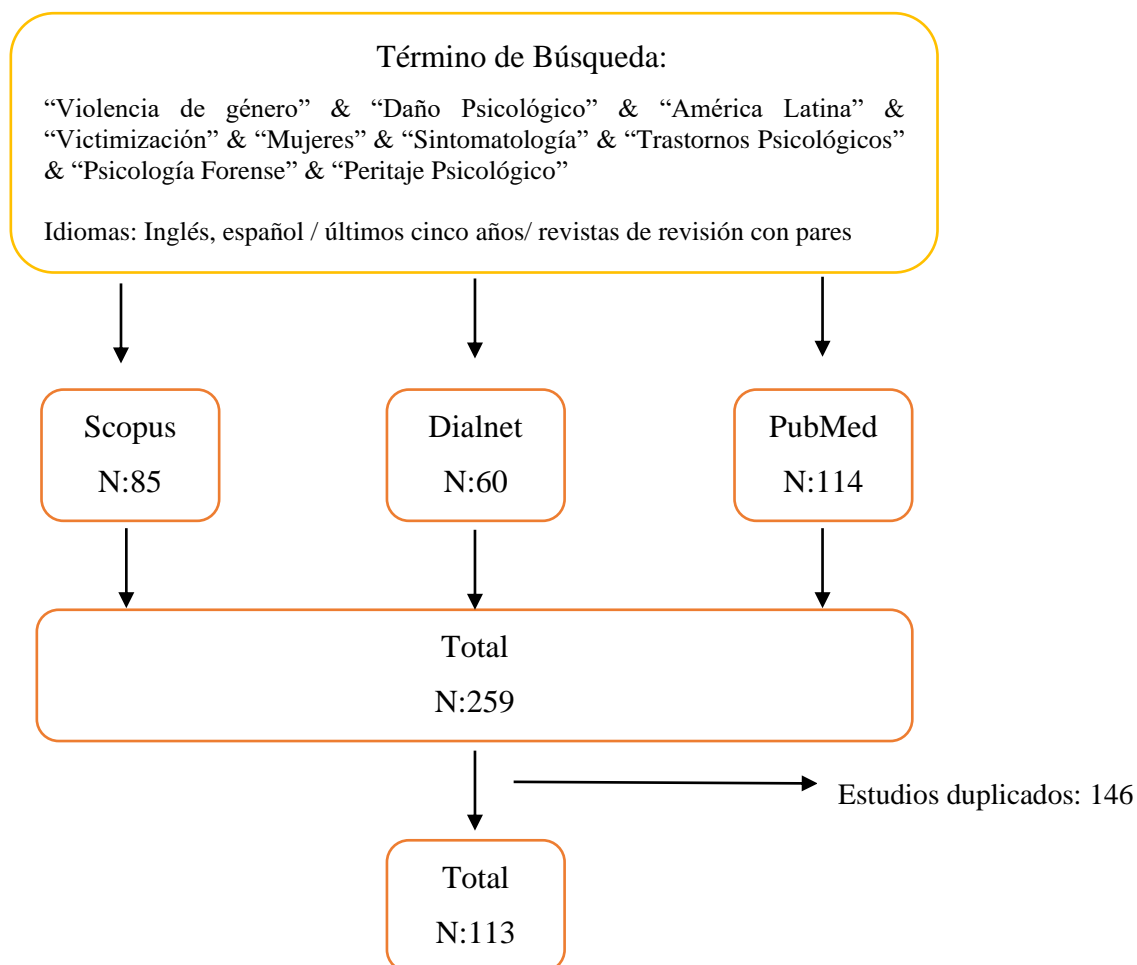 Término de Búsqueda:
“Violencia de género” & “Daño Psicológico” & “América Latina” &
“Victimización” & “Mujeres” & “Sintomatología” & “Trastornos Psicológicos”
& “Psicología Forense” & “Peritaje Psicológico”
Idiomas: Inglés, español / últimos cinco años/ revistas de revisión con pares
Scopus
N:85
Dialnet
N:60
PubMed
N:114
Total
N:259
Estudios duplicados: 146
Total
N:113